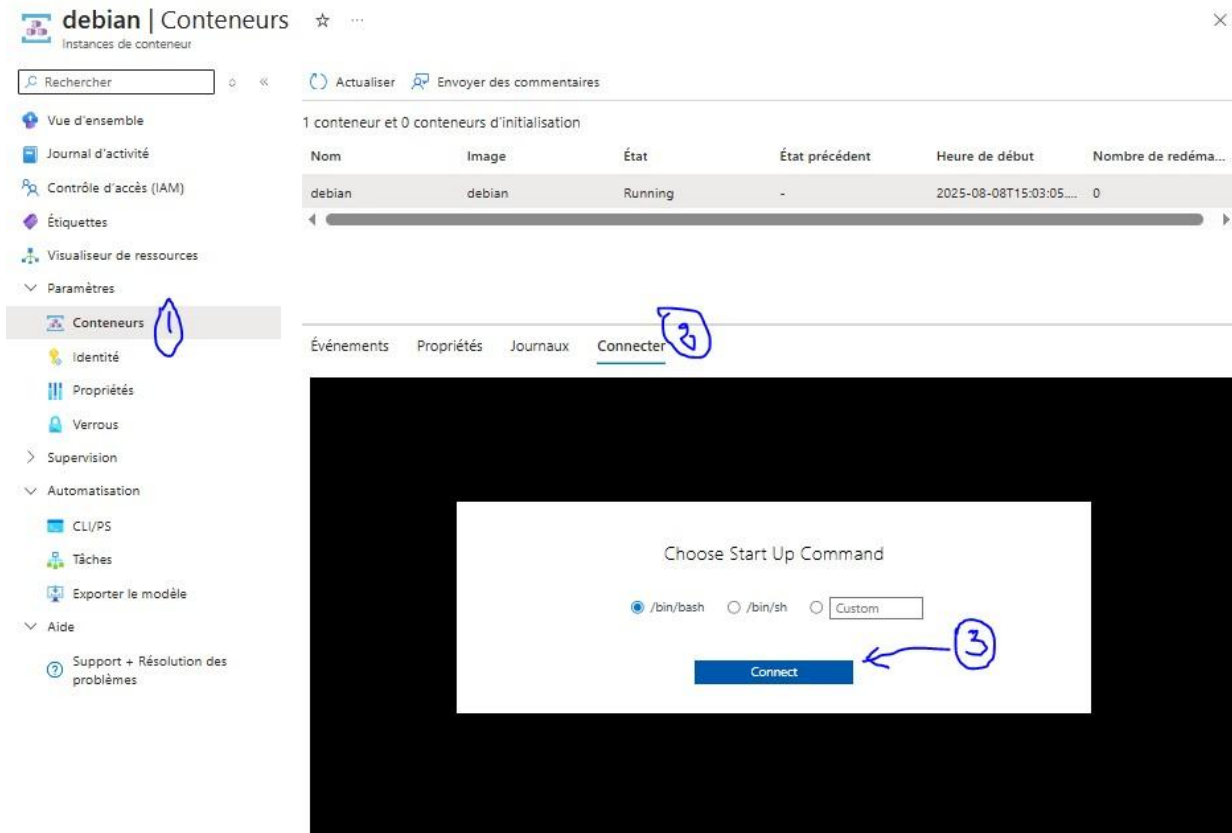 debian | Conteneurs ☆ ...
Instances de conteneur
Rechercher
Vue d'ensemble
Journal d'activité
Contrôle d'accès (IAM)
Étiquettes
Visualiseur de ressources
Paramètres
Conteneurs 1
Identité
Propriétés
Verrous
Supervision
Automatisation
CLI/PS
Tâches
Exporter le modèle
Aide
Support + Résolution des
problèmes
Actualiser Envoyer des commentaires
1 conteneur et 0 conteneurs d'initialisation
Nom Image État État précédent Heure de début Nombre de redéma...
debian debian Running - 2025-08-08T15:03:05.... 0
Événements Propriétés Journaux Connecter 2
Choose Start Up Command
/bin/bash /bin/sh Custom
3
Connect